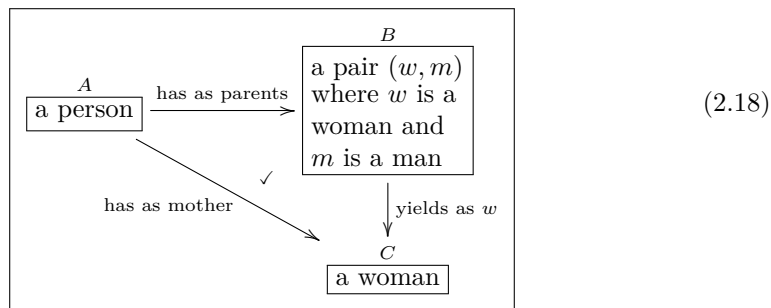 B
a pair (w, m)
where w is a
woman and
m is a man
A
a person
has as parents
(2.18)
✓
has as mother
yields as w
C
a woman